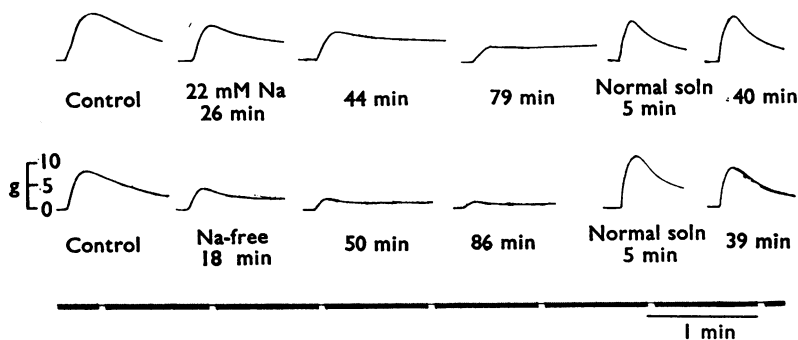 Control
22 mM Na
26 min
44 min
79 min
Normal soln
5 min
40 min
g
10
5
0
Control
Na-free
18 min
50 min
86 min
Normal soln
5 min
39 min
1 min